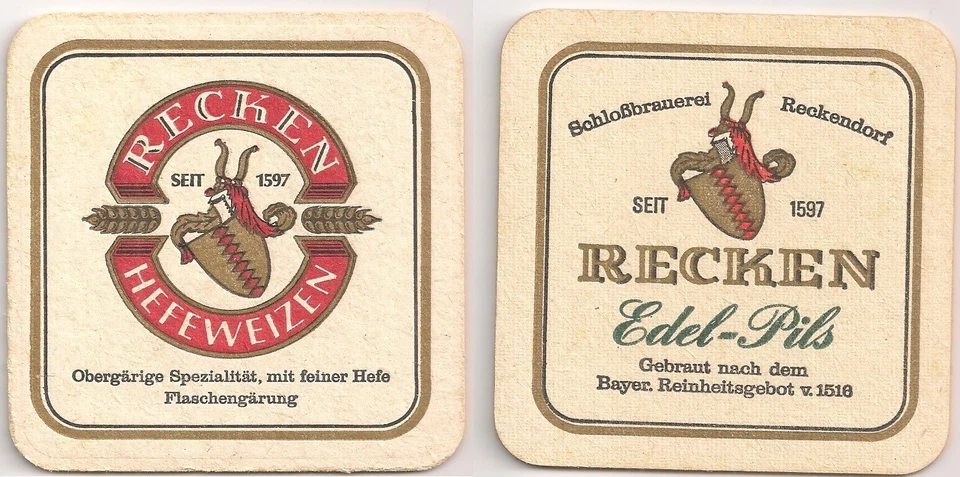 RECKEN
SEIT 1597
HEFEWEIZEN
Obergärige Spezialität, mit feiner Hefe
Flaschengärung
Schloßbrauerei Reckendorf
SEIT 1597
RECKEN
Edel-Pils
Gebraut nach dem
Bayer. Reinheitsgebot v. 1516